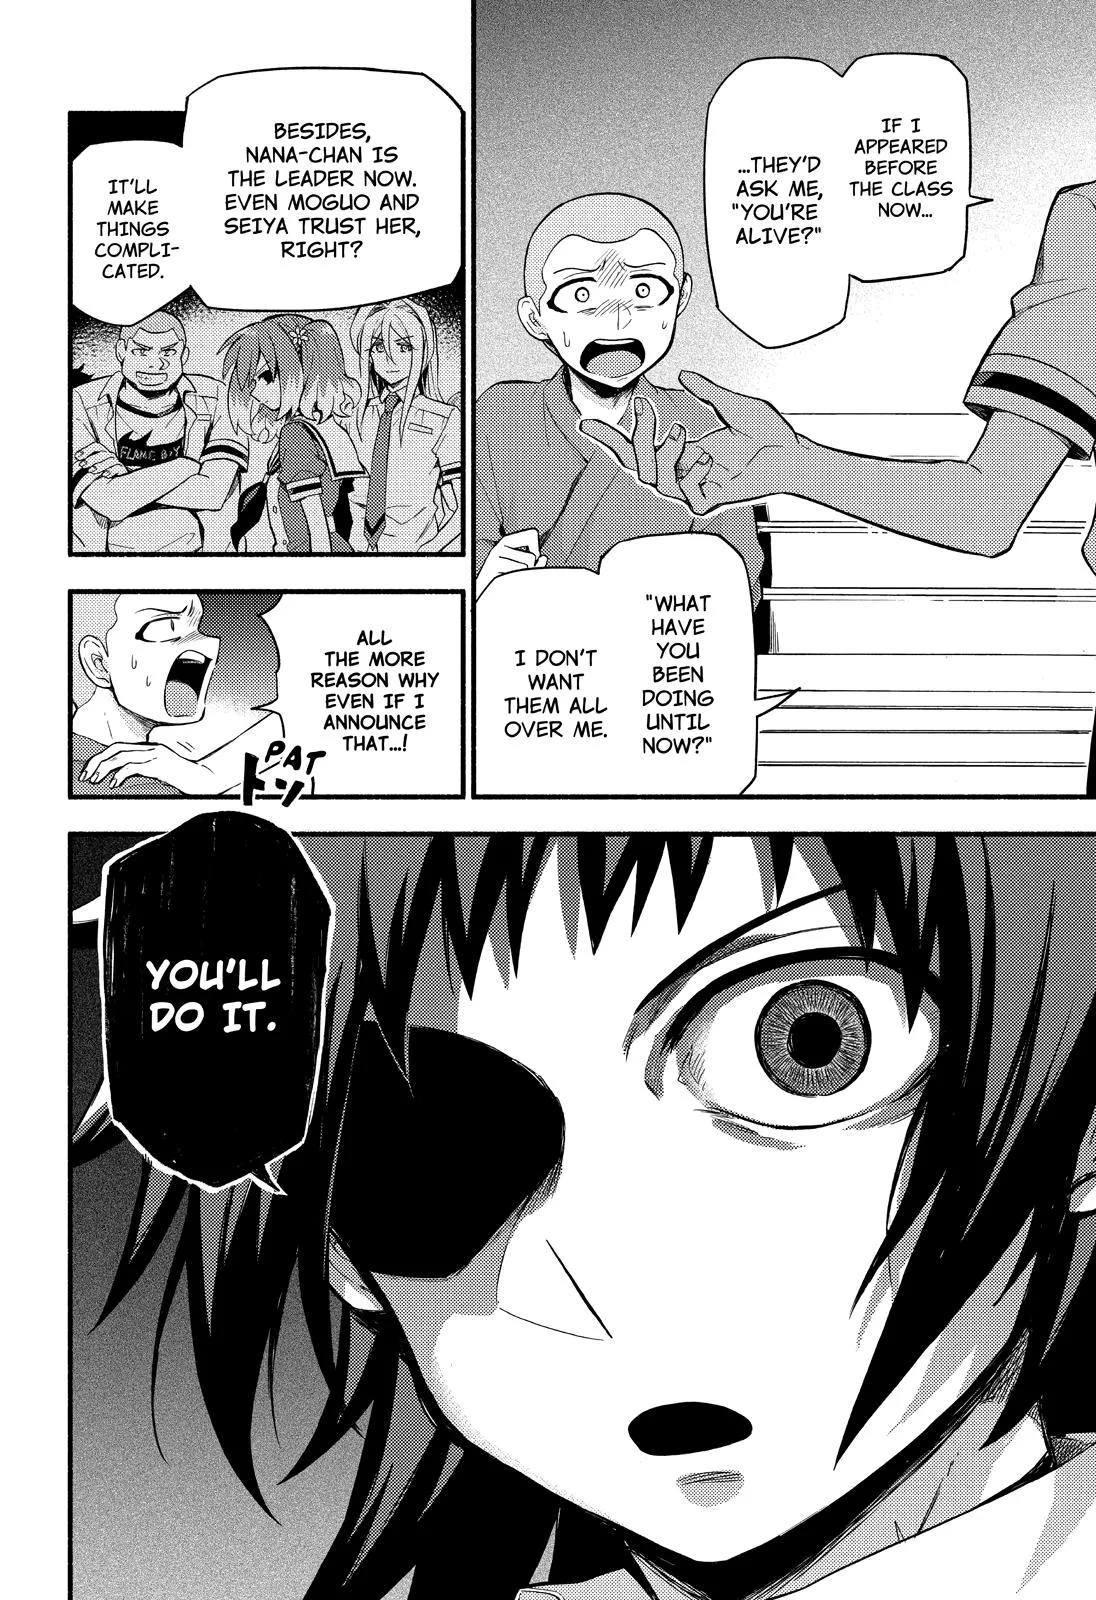 IF I
APPEARED
BEFORE
THE CLASS
NOW...
...THEY'D
ASK ME,
"YOU'RE
ALIVE?"
"WHAT
HAVE
YOU
BEEN
DOING
UNTIL
NOW?"
I DON'T
WANT
THEM ALL
OVER ME.
BESIDES,
NANA-CHAN IS
THE LEADER NOW.
EVEN MOGUO AND
SEIYA TRUST HER,
RIGHT?
IT'LL
MAKE
THINGS
COMPLI-
CATED.
FLAME BOY
ALL
THE MORE
REASON WHY
EVEN IF I
ANNOUNCE
THAT...!
PAT
トン
YOU'LL
DO IT.